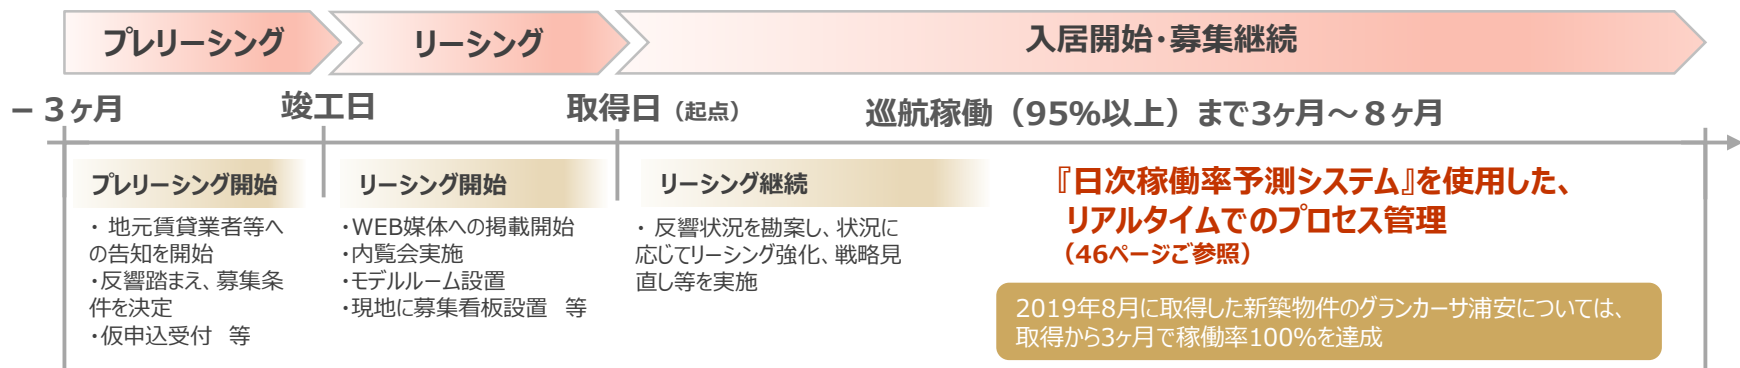 プレリーシング
リーシング
入居開始・募集継続
－３ヶ月
竣工日
取得日（起点）
巡航稼働（95%以上）まで3ヶ月～８ヶ月
プレリーシング開始
・ 地元賃貸業者等へ
の告知を開始
・反響踏まえ、募集条
件を決定
・仮申込受付　等
リーシング開始
・WEB媒体への掲載開始
・内覧会実施
・モデルルーム設置
・現地に募集看板設置　等
リーシング継続
・ 反響状況を勘案し、状況に
応じてリーシング強化、戦略見
直し等を実施
『日次稼働率予測システム』を使用した、
リアルタイムでのプロセス管理
（46ページご参照）
2019年8月に取得した新築物件のグランカーサ浦安については、
取得から3ヶ月で稼働率100%を達成